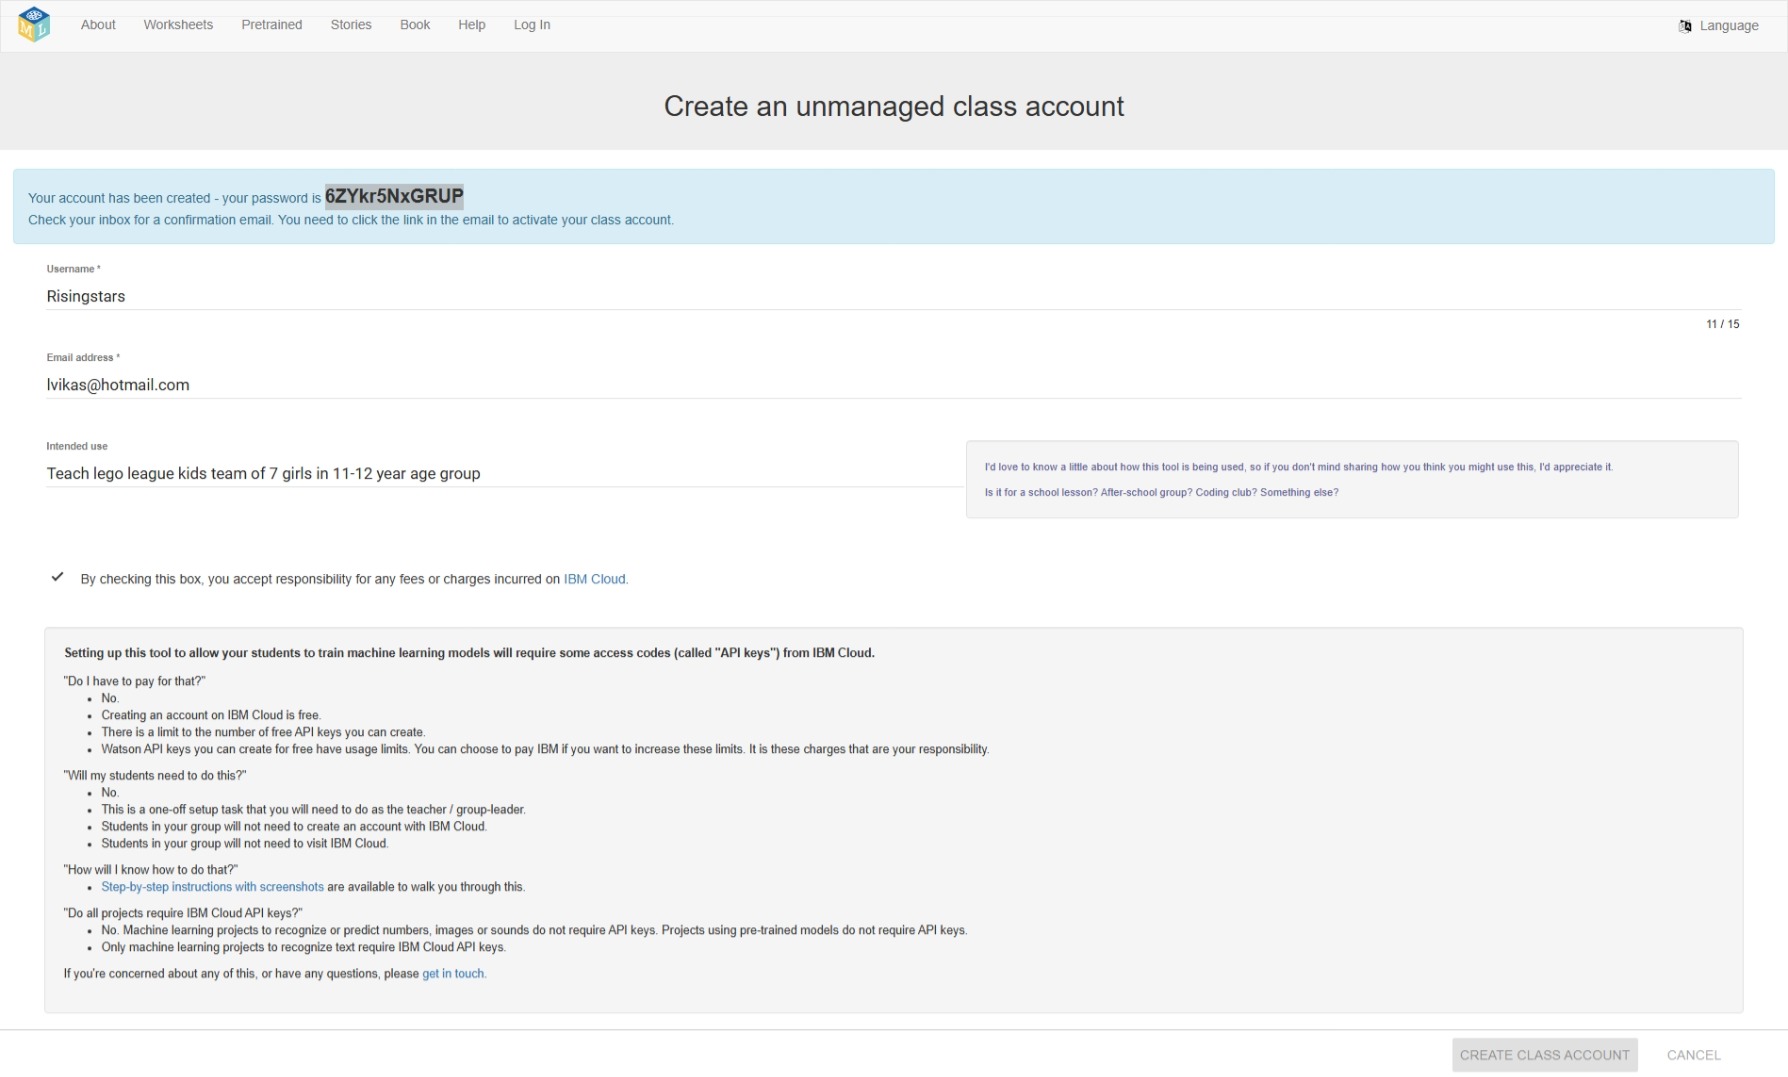 ML
About Worksheets Pretrained Stories Book Help Log In Language
Create an unmanaged class account
Your account has been created - your password is 6ZYkr5NxGRUP
Check your inbox for a confirmation email. You need to click the link in the email to activate your class account.
Username *
Risingstars
11 / 15
Email address *
lvikas@hotmail.com
Intended use
Teach lego league kids team of 7 girls in 11-12 year age group
I'd love to know a little about how this tool is being used, so if you don't mind sharing how you think you might use this, I'd appreciate it.
Is it for a school lesson? After-school group? Coding club? Something else?
By checking this box, you accept responsibility for any fees or charges incurred on IBM Cloud.
Setting up this tool to allow your students to train machine learning models will require some access codes (called "API keys") from IBM Cloud.
"Do I have to pay for that?"
• No.
• Creating an account on IBM Cloud is free.
• There is a limit to the number of free API keys you can create.
• Watson API keys you can create for free have usage limits. You can choose to pay IBM if you want to increase these limits. It is these charges that are your responsibility.
"Will my students need to do this?"
• No.
• This is a one-off setup task that you will need to do as the teacher / group-leader.
• Students in your group will not need to create an account with IBM Cloud.
• Students in your group will not need to visit IBM Cloud.
"How will I know how to do that?"
• Step-by-step instructions with screenshots are available to walk you through this.
"Do all projects require IBM Cloud API keys?"
• No. Machine learning projects to recognize or predict numbers, images or sounds do not require API keys. Projects using pre-trained models do not require API keys.
• Only machine learning projects to recognize text require IBM Cloud API keys.
If you're concerned about any of this, or have any questions, please get in touch.
CREATE CLASS ACCOUNT CANCEL